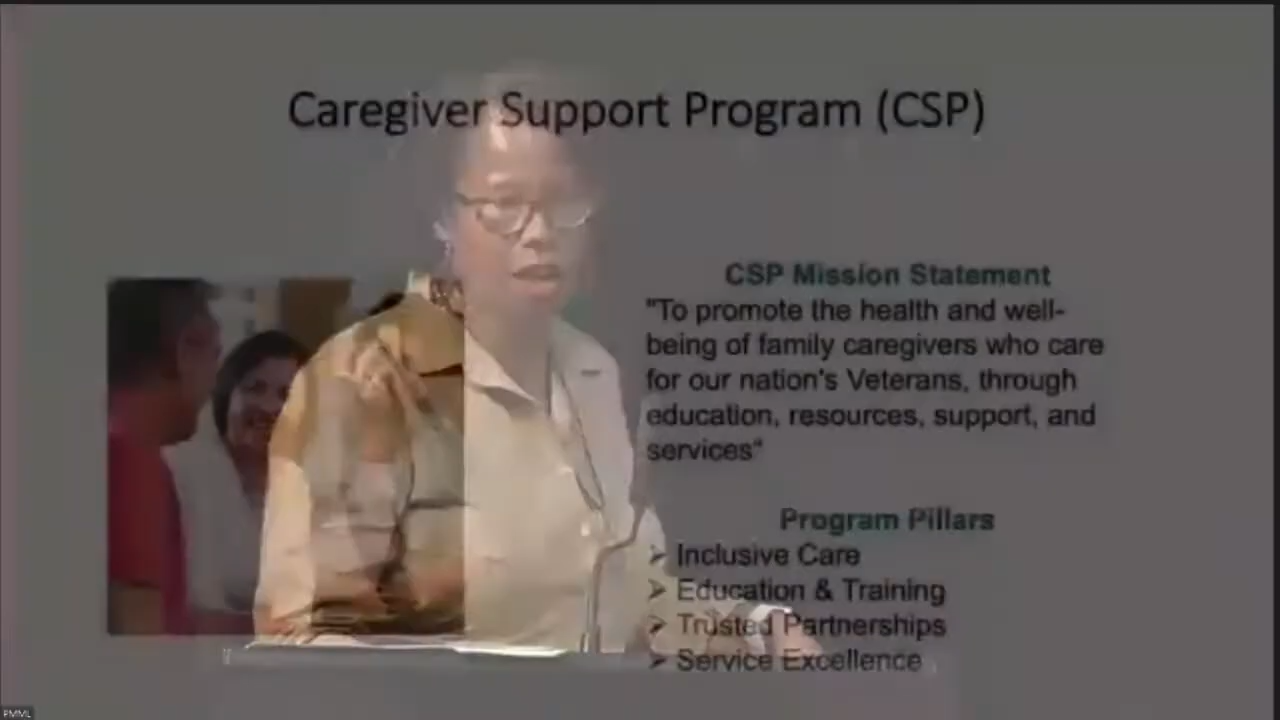 Caregiver Support Program (CSP)
CSP Mission Statement
"To promote the health and well-
being of family caregivers who care
for our nation's Veterans, through
education, resources, support, and
services"
Program Pillars
➢ Inclusive Care
➢ Education & Training
➢ Trusted Partnerships
➢ Service Excellence
PMML